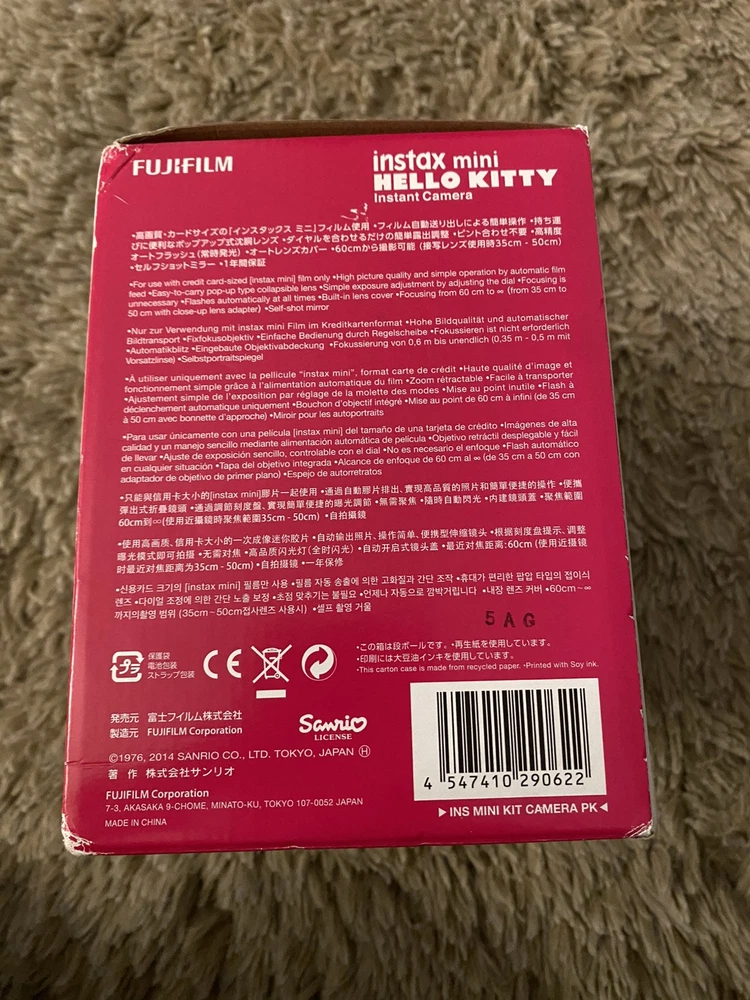 FUJIFILM
instax mini
HELLO KITTY
Instant Camera
•高画質、カードサイズの「インスタックス ミニ」フィルム使用 •フィルム自動送り出しによる簡単操作 •持ち運
びに便利なポップアップ式沈胴レンズ •ダイヤルを合わせるだけの簡単露出調整 •ピント合わせ不要 •高精度
オートフラッシュ(常時発光) •オートレンズカバー •60cmから撮影可能 (接写レンズ使用時35cm - 50cm)
•セルフショットミラー •1年間保証
•For use with credit card-sized [instax mini] film only •High picture quality and simple operation by automatic film
feed •Easy-to-carry pop-up type collapsible lens •Simple exposure adjustment by adjusting the dial •Focusing is
unnecessary •Flashes automatically at all times •Built-in lens cover •Focusing from 60 cm to ∞ (from 35 cm to
50 cm with close-up lens adapter) •Self-shot mirror
•Nur zur Verwendung mit instax mini Film im Kreditkartenformat •Hohe Bildqualität und automatischer
Bildtransport •Fixfokusobjektiv •Einfache Bedienung durch Regelscheibe •Fokussieren ist nicht erforderlich
•Automatikblitz •Eingebaute Objektivabdeckung •Fokussierung von 0,6 m bis unendlich (0,35 m - 0,5 m mit
Vorsatzlinse) •Selbstportraitspiegel
•À utiliser uniquement avec la pellicule "instax mini", format carte de crédit •Haute qualité d'image et
fonctionnement simple grâce à l'alimentation automatique du film •Zoom rétractable •Facile à transporter
•Ajustement simple de l'exposition par réglage de la molette des modes •Mise au point inutile •Flash à
déclenchement automatique uniquement •Bouchon d'objectif intégré •Mise au point de 60 cm à infini (de 35 cm
à 50 cm avec bonnette d'approche) •Miroir pour les autoportraits
•Para usar únicamente con una película [instax mini] del tamaño de una tarjeta de crédito •Imágenes de alta
calidad y un manejo sencillo mediante alimentación automática de película •Objetivo retráctil desplegable y fácil
de llevar •Ajuste de exposición sencillo, controlable con el dial •No es necesario el enfoque •Flash automático
en cualquier situación •Tapa del objetivo integrada •Alcance de enfoque de 60 cm al ∞ (de 35 cm a 50 cm con
adaptador de objetivo de primer plano) •Espejo de autorretratos
•只能與信用卡大小的[instax mini]膠片一起使用 •通過自動膠片排出、實現高品質的照片和簡單便捷的操作 •便攜
彈出式折疊鏡頭 •通過調節刻度盤、實現簡單便捷的曝光調節 •無需聚焦 •隨時自動閃光 •内建鏡頭蓋 •聚焦範圍
60cm到∞(使用近攝鏡時聚焦範圍35cm - 50cm) •自拍攝鏡
•使用高画质、信用卡大小的一次成像迷你胶片 •自动输出照片、操作简单、便携型伸缩镜头 •根据刻度盘提示、调整
曝光模式即可拍摄 •无需对焦 •高品质闪光灯(全时闪光) •自动开启式镜头盖 •最近对焦距离:60cm (使用近摄镜
时最近对焦距离为35cm - 50cm) •自拍摄镜 •一年保修
•신용카드 크기의 [instax mini] 필름만 사용 •필름 자동 송출에 의한 고화질과 간단 조작 •휴대가 편리한 팝압 타임의 접이식
렌즈 •다이얼 조정에 의한 간단 노출 보정 •초점 맞추기는 불필요 •언제나 자동으로 깜박거립니다 •내장 렌즈 커버 •60cm~∞
까지의촬영 범위 (35cm~50cm접사렌즈 사용시) •셀프 촬영 거울
5AG
プラ
保護袋
電池包装
ストラップ包装
CE
•この箱は段ボールです。•再生紙を使用しています。
•印刷には大豆油インキを使用しています。
•This carton case is made from recycled paper. •Printed with Soy ink.
発売元 富士フイルム株式会社
製造元 FUJIFILM Corporation
Sanrio
LICENSE
©1976, 2014 SANRIO CO., LTD. TOKYO, JAPAN Ⓗ
著 作 株式会社サンリオ
FUJIFILM Corporation
7-3, AKASAKA 9-CHOME, MINATO-KU, TOKYO 107-0052 JAPAN
MADE IN CHINA
4 547410 290622
▶INS MINI KIT CAMERA PK◀